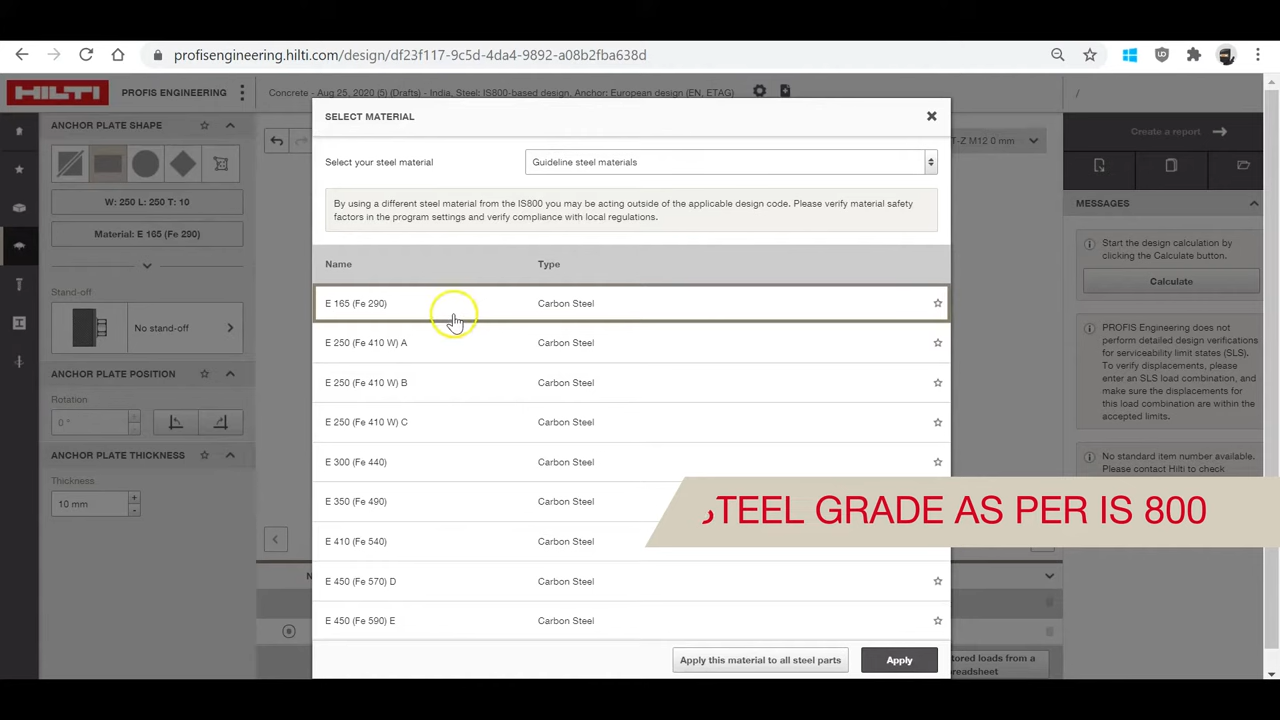 profisengineering.hilti.com/design/df23f117-9c5d-4da4-9892-a08b2fba638d
HILTI PROFIS ENGINEERING
Concrete - Aug 25, 2020 (5) (Drafts) - India, Steel: IS800-based design, Anchor: European design (EN, ETAG)
/
ANCHOR PLATE SHAPE
W: 250 L: 250 T: 10
Material: E 165 (Fe 290)
Stand-off
No stand-off
ANCHOR PLATE POSITION
Rotation
0 °
ANCHOR PLATE THICKNESS
Thickness
10 mm
SELECT MATERIAL
Select your steel material
Guideline steel materials
By using a different steel material from the IS800 you may be acting outside of the applicable design code. Please verify material safety
factors in the program settings and verify compliance with local regulations.
Name Type
E 165 (Fe 290) Carbon Steel
E 250 (Fe 410 W) A Carbon Steel
E 250 (Fe 410 W) B Carbon Steel
E 250 (Fe 410 W) C Carbon Steel
E 300 (Fe 440) Carbon Steel
E 350 (Fe 490) Carbon Steel
E 410 (Fe 540) Carbon Steel
E 450 (Fe 570) D Carbon Steel
E 450 (Fe 590) E Carbon Steel
Apply this material to all steel parts
Apply
STEEL GRADE AS PER IS 800
T-Z M12 0 mm
Create a report
MESSAGES
Start the design calculation by
clicking the Calculate button.
Calculate
PROFIS Engineering does not
perform detailed design verifications
for serviceability limit states (SLS).
To verify displacements, please
enter an SLS load combination, and
make sure the displacements for
this load combination are within the
accepted limits.
No standard item number available.
Please contact Hilti to check
N
tored loads from a
preadsheet